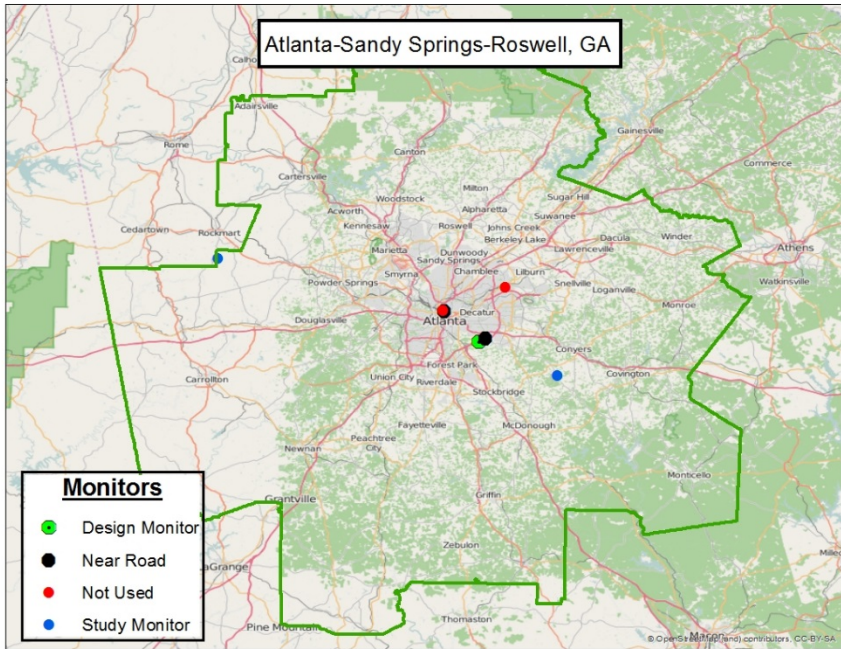 Atlanta-Sandy Springs-Roswell, GA
Calho
Adairsville
Rome
Gainesville
Canton
Commerce
Cartersville
Milton
Woodstock
Sugar Hill
Acworth
Alpharetta
Suwanee
Kennesaw
Roswell
Johns Creek
Cedartown
Rockmart
Berkeley Lake
Dacula
Winder
Marietta
Dunwoody
Lawrenceville
Athens
Sandy Springs
Smyrna
Chamblee
Lilburn
Powder Springs
Snellville
Watkinsville
Loganville
Monroe
Decatur
Douglasville
Atlanta
Conyers
Forest Park
Covington
Carrollton
Union City
Riverdale
Stockbridge
Fayetteville
McDonough
Peachtree
City
Newnan
Monticello
Monitors
Grantville
Griffin
Design Monitor
Near Road
Zebulon
Mille
Not Used
aGrange
Study Monitor
Thomaston
Pine Mountain
Macon
© OpenStreetMap (and) contributors, CC-BY-SA